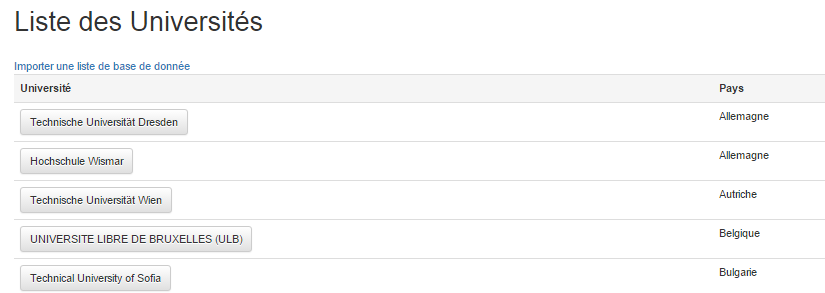 Liste des Universités
Importer une liste de base de donnée
Université Pays
Technische Universität Dresden Allemagne
Hochschule Wismar Allemagne
Technische Universität Wien Autriche
UNIVERSITE LIBRE DE BRUXELLES (ULB) Belgique
Technical University of Sofia Bulgarie